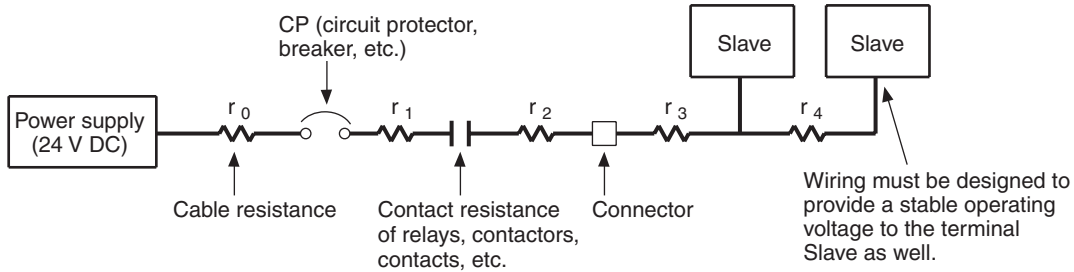 CP (circuit protector,
breaker, etc.)
Slave
Slave
Power supply
(24 V DC)
r 0
r 1
r 2
r 3
r 4
Cable resistance
Contact resistance
of relays, contactors,
contacts, etc.
Connector
Wiring must be designed to
provide a stable operating
voltage to the terminal
Slave as well.